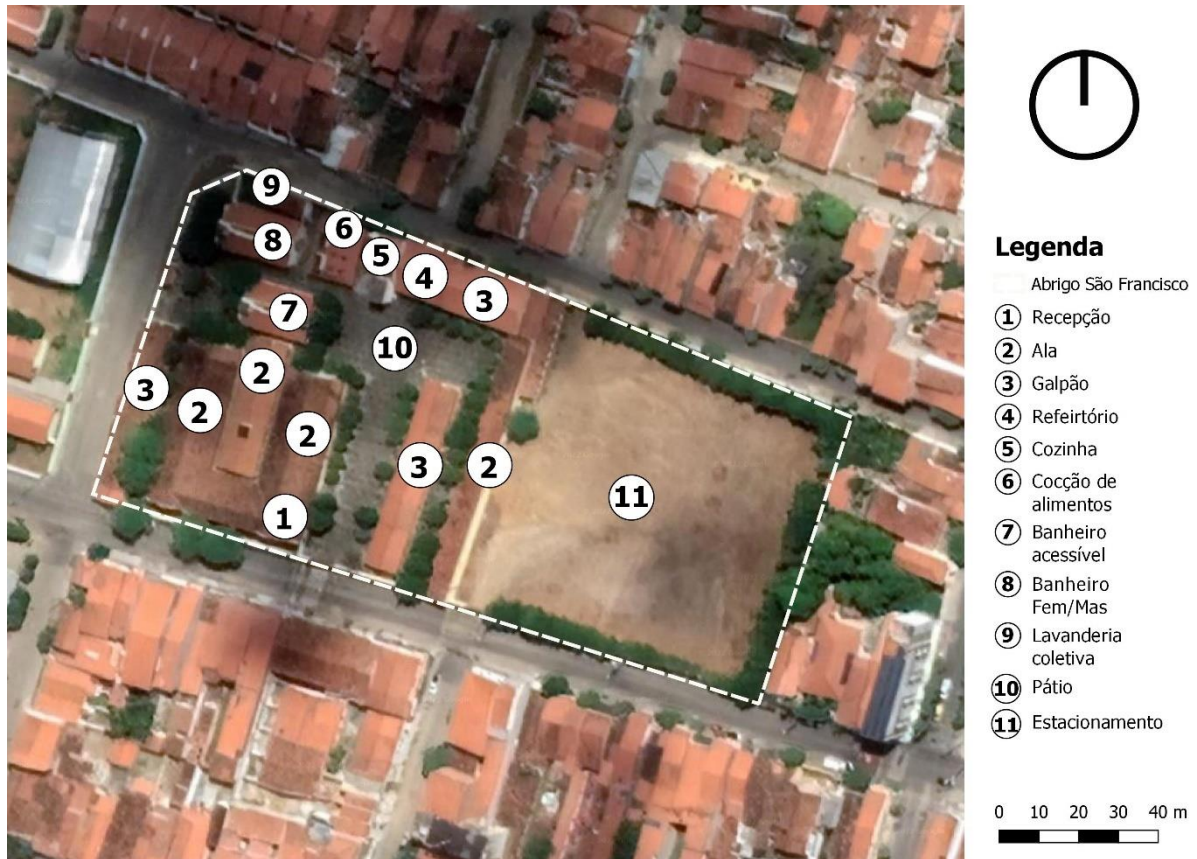 9
6
8
5
4
3
7
10
2
3
2
2
3
2
11
1
Legenda
Abrigo São Francisco
1 Recepção
2 Ala
3 Galpão
4 Refeirtório
5 Cozinha
6 Cocção de
alimentos
7 Banheiro
acessível
8 Banheiro
Fem/Mas
9 Lavanderia
coletiva
10 Pátio
11 Estacionamento
0 10 20 30 40 m